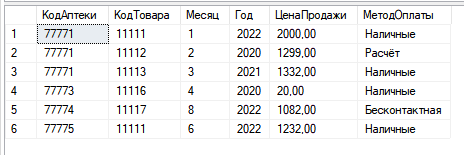 КодАптеки КодТовара Месяц Год ЦенаПродажи МетодОплаты
1 77771 11111 1 2022 2000,00 Наличные
2 77771 11112 2 2020 1299,00 Расчёт
3 77771 11113 3 2021 1332,00 Наличные
4 77773 11116 4 2020 20,00 Наличные
5 77774 11117 8 2022 1082,00 Бесконтактная
6 77775 11111 6 2022 1232,00 Наличные